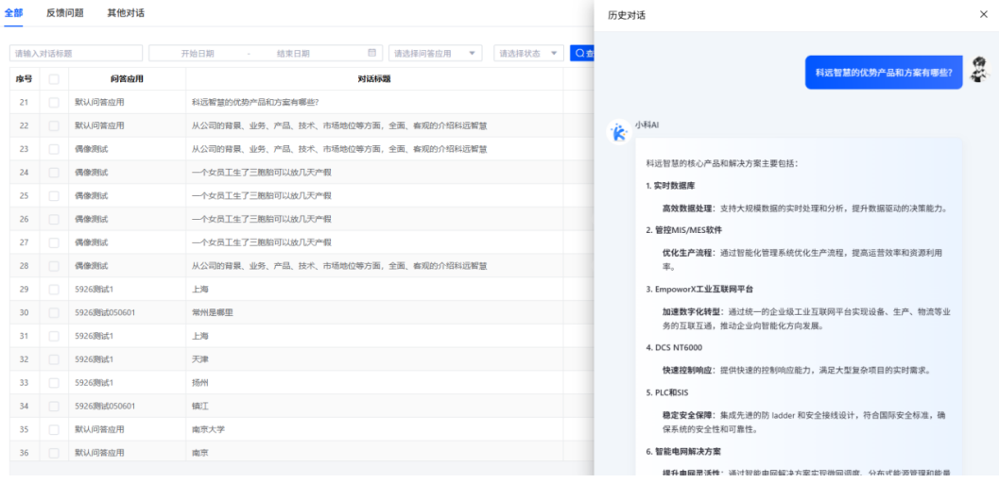 全部 反馈问题 其他对话
请输入对话标题 开始日期 - 结束日期 请选择问答应用 请选择状态 查
序号 问答应用 对话标题
21 默认问答应用 科远智慧的优势产品和方案有哪些?
22 默认问答应用 从公司的背景、业务、产品、技术、市场地位等方面，全面、客观的介绍科远智慧
23 偶像测试 从公司的背景、业务、产品、技术、市场地位等方面，全面、客观的介绍科远智慧
24 偶像测试 一个女员工生了三胞胎可以放几天产假
25 偶像测试 一个女员工生了三胞胎可以放几天产假
26 偶像测试 一个女员工生了三胞胎可以放几天产假
27 偶像测试 一个女员工生了三胞胎可以放几天产假
28 偶像测试 从公司的背景、业务、产品、技术、市场地位等方面，全面、客观的介绍科远智慧
29 5926测试1 上海
30 5926测试050601 常州是哪里
31 5926测试1 上海
32 5926测试1 天津
33 5926测试1 扬州
34 5926测试050601 镇江
35 默认问答应用 南京大学
36 默认问答应用 南京
历史对话
科远智慧的优势产品和方案有哪些?
小科AI
科远智慧的核心产品和解决方案主要包括：
1. 实时数据库
高效数据处理：支持大规模数据的实时处理和分析，提升数据驱动的决策能力。
2. 管控MIS/MES软件
优化生产流程：通过智能化管理系统优化生产流程，提高运营效率和资源利用
率。
3. EmpoworX工业互联网平台
加速数字化转型：通过统一的企业级工业互联网平台实现设备、生产、物流等业
务的互联互通，推动企业向智能化方向发展。
4. DCS NT6000
快速控制响应：提供快速的控制响应能力，满足大型复杂项目的实时需求。
5. PLC和SIS
稳定安全保障：集成先进的防 ladder 和安全接线设计，符合国际安全标准，确
保系统的安全性和可靠性。
6. 智能电网解决方案
提升电网灵活性：通过智能电网解决方案实现微网调度、分布式能源管理和能量